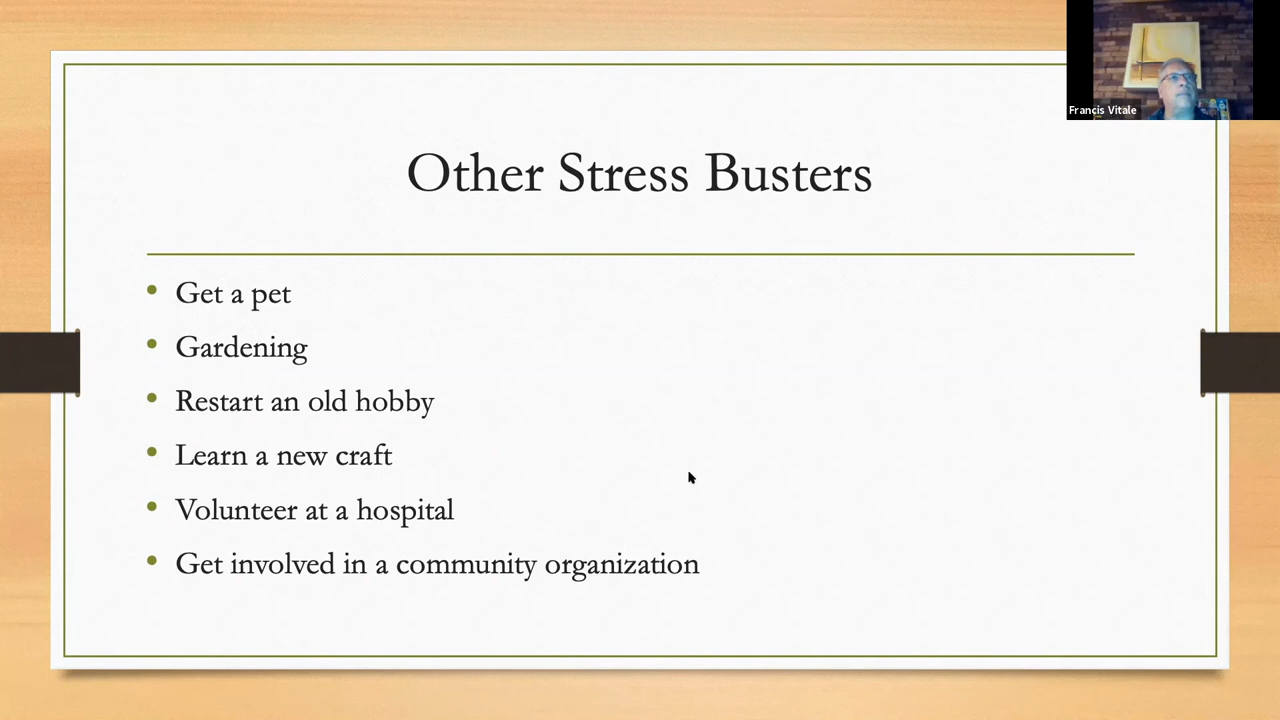 Francis Vitale
Other Stress Busters
Get a pet
Gardening
Restart an old hobby
Learn a new craft
Volunteer at a hospital
Get involved in a community organization